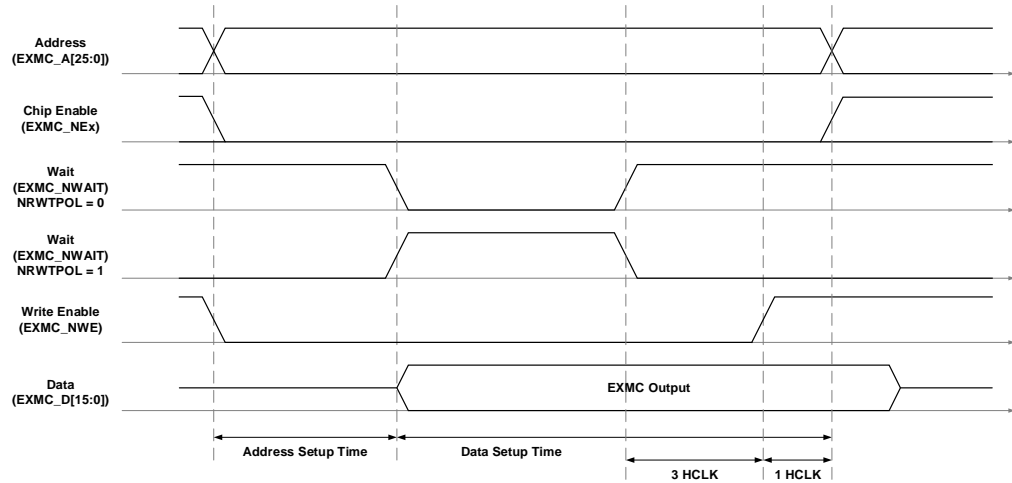 Address
(EXMC_A[25:0])
Chip Enable
(EXMC_NEx)
Wait
(EXMC_NWAIT)
NRWTPOL = 0
Wait
(EXMC_NWAIT)
NRWTPOL = 1
Write Enable
(EXMC_NWE)
Data
(EXMC_D[15:0])
EXMC Output
Address Setup Time
Data Setup Time
3 HCLK
1 HCLK